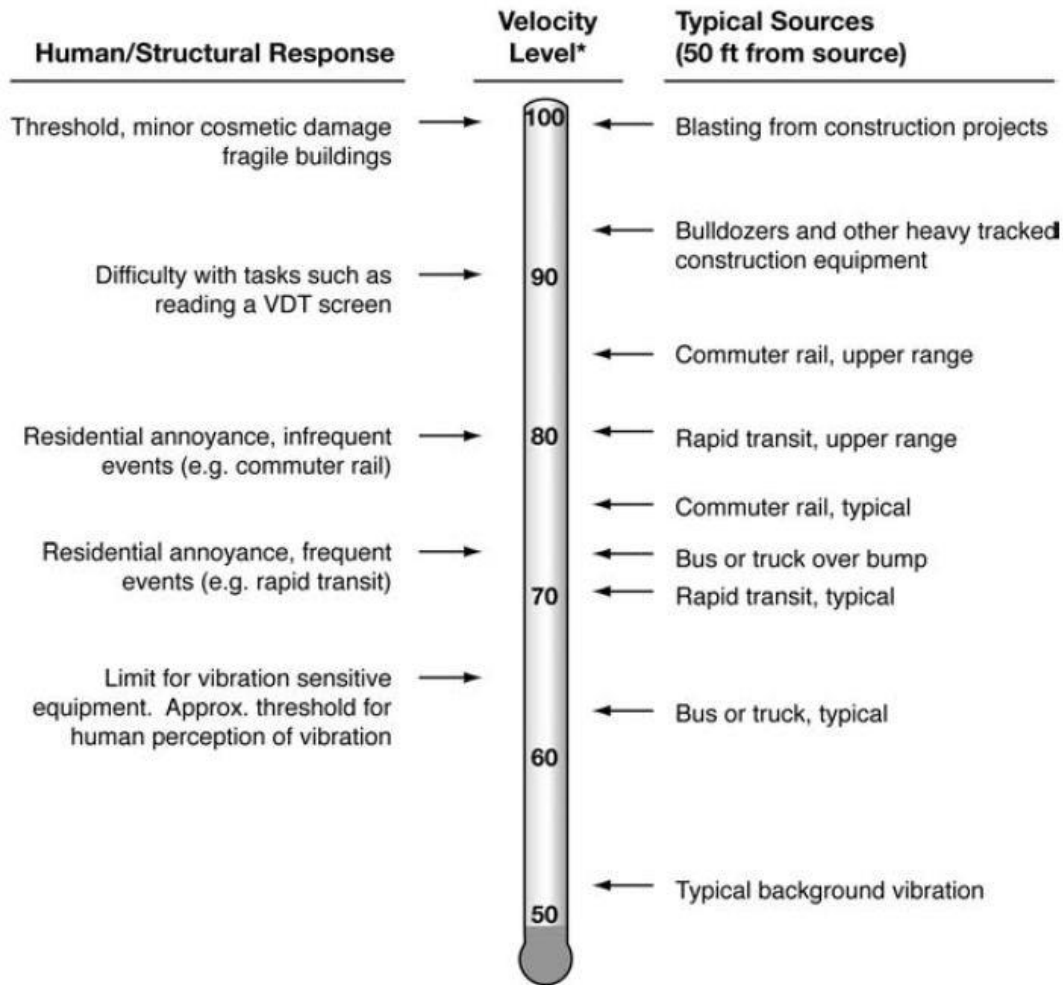 Human/Structural Response
Velocity
Level*
Typical Sources
(50 ft from source)
Threshold, minor cosmetic damage
fragile buildings
100
Blasting from construction projects
Bulldozers and other heavy tracked
construction equipment
Difficulty with tasks such as
reading a VDT screen
90
Commuter rail, upper range
Residential annoyance, infrequent
events (e.g. commuter rail)
80
Rapid transit, upper range
Commuter rail, typical
Residential annoyance, frequent
events (e.g. rapid transit)
Bus or truck over bump
70
Rapid transit, typical
Limit for vibration sensitive
equipment. Approx. threshold for
human perception of vibration
Bus or truck, typical
60
Typical background vibration
50